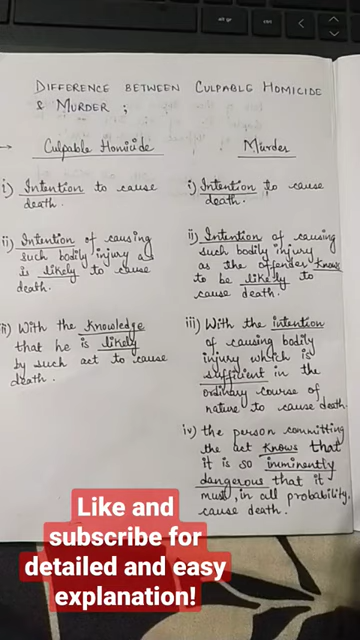 DIFFERENCE BETWEEN CULPABLE HOMICIDE
& MURDER ;
→ Culpable Homicide
i) Intention to cause
death.
ii) Intention of causing
such bodily injury as
is likely to cause
death.
iii) With the knowledge
that he is likely
by such act to cause
death.
Murder
i) Intention to cause
death.
ii) Intention of causing
such bodily injury
as the offender knows
to be likely to
cause death.
iii) With the intention
of causing bodily
injury which is
sufficient in the
ordinary course of
nature to cause death.
iv) the person committing
the act knows that
it is so imminently
dangerous that it
must, in all probability,
cause death.
Like and
subscribe for
detailed and easy
explanation!